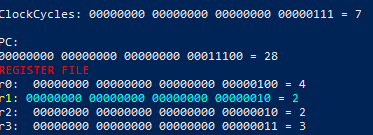 ClockCycles: 00000000 00000000 00000000 00000111 = 7
PC:
00000000 00000000 00000000 00011100 = 28
REGISTER FILE
r0: 00000000 00000000 00000000 00000100 = 4
r1: 00000000 00000000 00000000 00000010 = 2
r2: 00000000 00000000 00000000 00000010 = 2
r3: 00000000 00000000 00000000 00000011 = 3